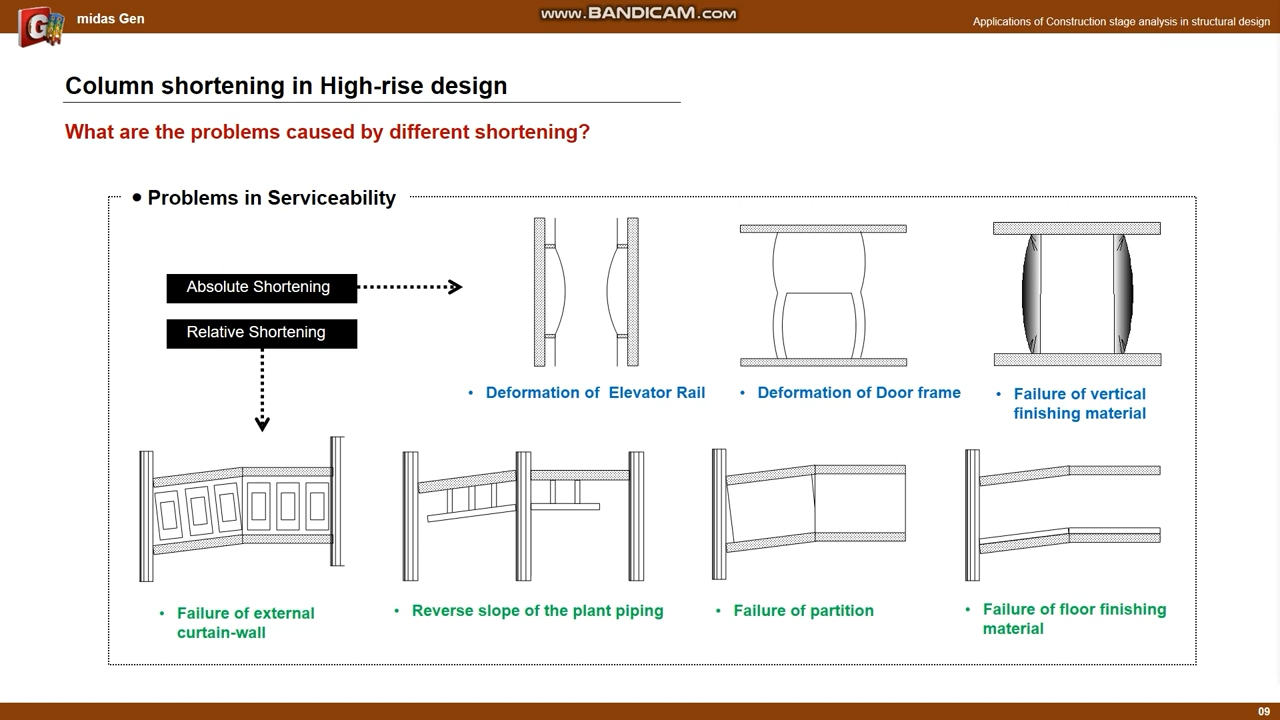 midas Gen
www.BANDICAM.com
Applications of Construction stage analysis in structural design
Column shortening in High-rise design
What are the problems caused by different shortening?
• Problems in Serviceability
Absolute Shortening
Relative Shortening
• Deformation of Elevator Rail
• Deformation of Door frame
• Failure of vertical
finishing material
• Failure of external
curtain-wall
• Reverse slope of the plant piping
• Failure of partition
• Failure of floor finishing
material
09